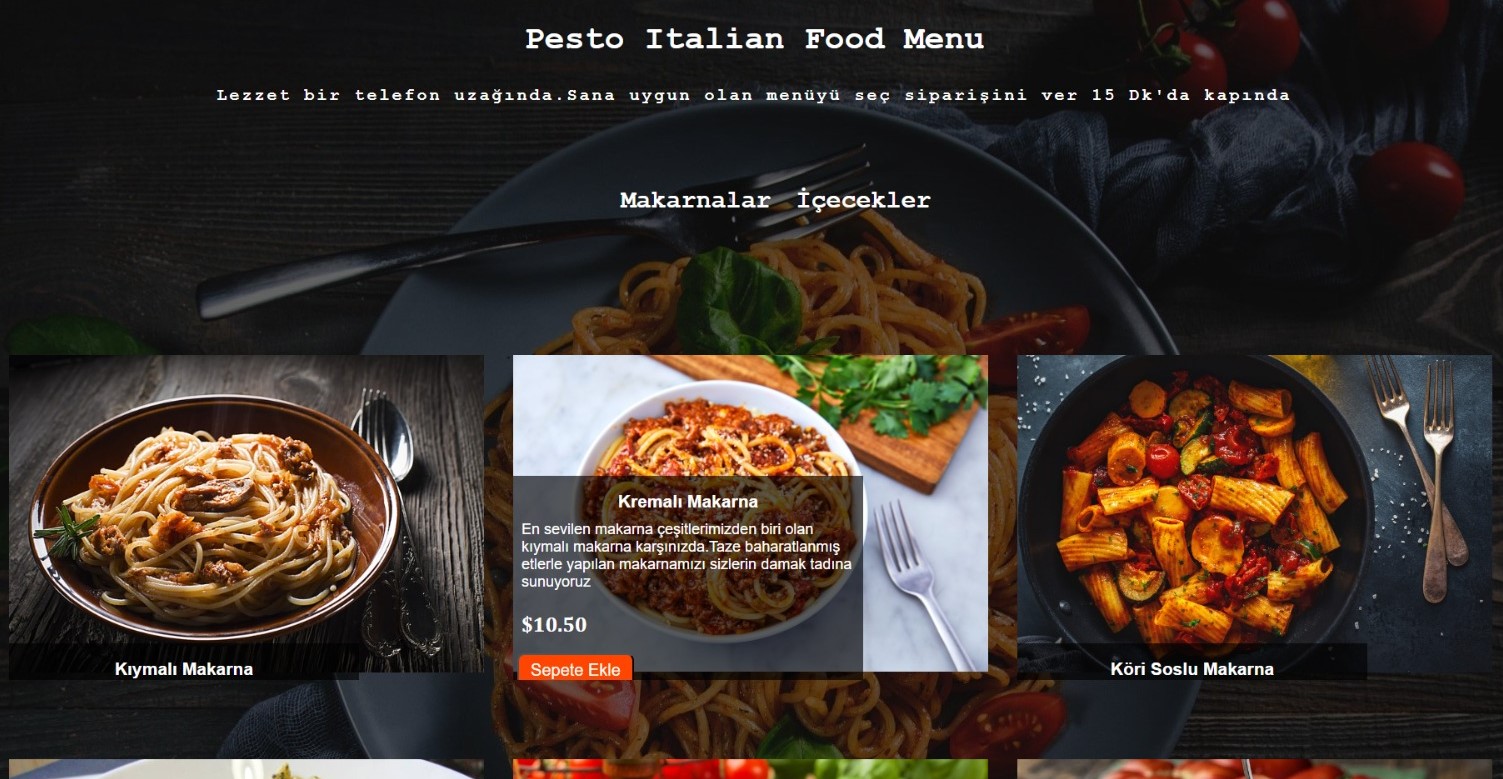 Pesto Italian Food Menu
Lezzet bir telefon uzağında.Sana uygun olan menüyü seç siparişini ver 15 Dk'da kapında
Makarnalar İçecekler
Kıymalı Makarna
Kremalı Makarna
En sevilen makarna çeşitlerimizden biri olan
kıymalı makarna karşınızda.Taze baharatlanmış
etlerle yapılan makarnamızı sizlerin damak tadına
sunuyoruz
$10.50
Sepete Ekle
Köri Soslu Makarna